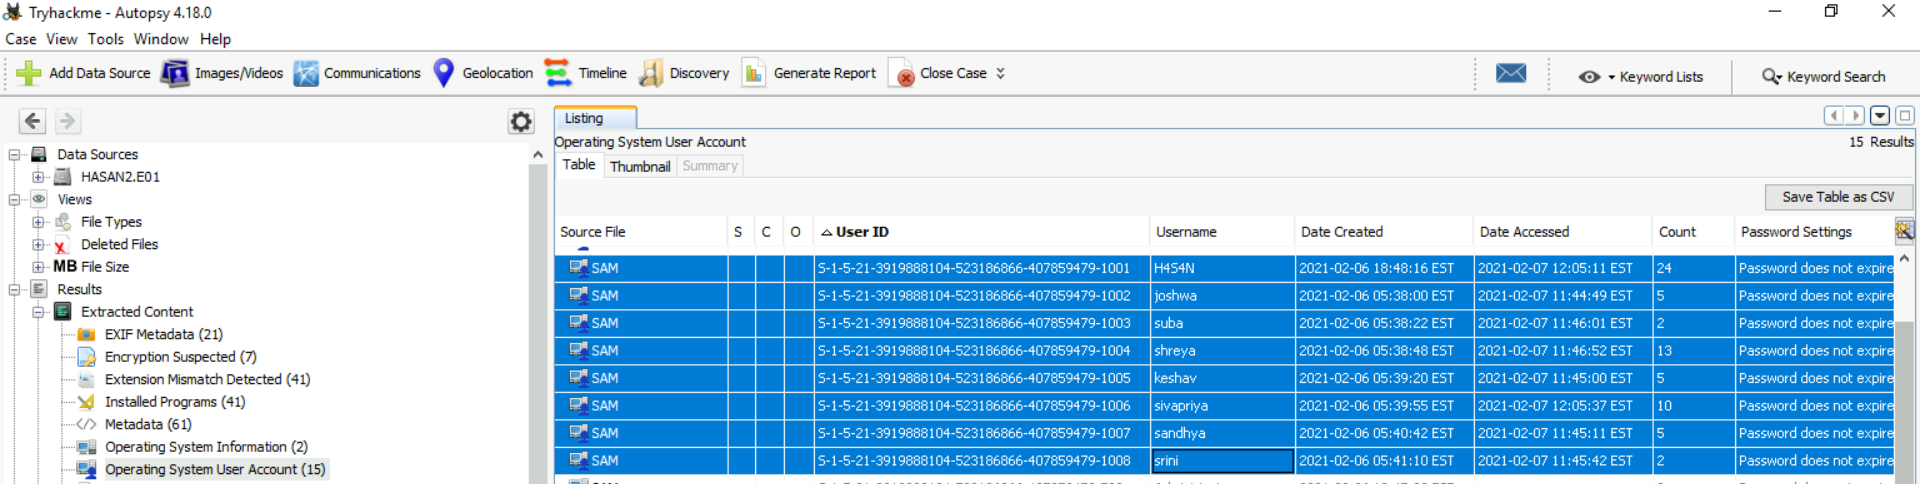 Tryhackme - Autopsy 4.18.0
Case View Tools Window Help
Add Data Source Images/Videos Communications Geolocation Timeline Discovery Generate Report Close Case Keyword Lists Keyword Search
Listing
Operating System User Account
15 Results
Table Thumbnail Summary
Save Table as CSV
Data Sources
HASAN2.E01
Views
File Types
Deleted Files
MB File Size
Results
Extracted Content
EXIF Metadata (21)
Encryption Suspected (7)
Extension Mismatch Detected (41)
Installed Programs (41)
Metadata (61)
Operating System Information (2)
Operating System User Account (15)
Source File S C O User ID Username Date Created Date Accessed Count Password Settings
SAM S-1-5-21-3919888104-523186866-407859479-1001 H4S4N 2021-02-06 18:48:16 EST 2021-02-07 12:05:11 EST 24 Password does not expire
SAM S-1-5-21-3919888104-523186866-407859479-1002 joshwa 2021-02-06 05:38:00 EST 2021-02-07 11:44:49 EST 5 Password does not expire
SAM S-1-5-21-3919888104-523186866-407859479-1003 suba 2021-02-06 05:38:22 EST 2021-02-07 11:46:01 EST 2 Password does not expire
SAM S-1-5-21-3919888104-523186866-407859479-1004 shreya 2021-02-06 05:38:48 EST 2021-02-07 11:46:52 EST 13 Password does not expire
SAM S-1-5-21-3919888104-523186866-407859479-1005 keshav 2021-02-06 05:39:20 EST 2021-02-07 11:45:00 EST 5 Password does not expire
SAM S-1-5-21-3919888104-523186866-407859479-1006 sivapriya 2021-02-06 05:39:55 EST 2021-02-07 12:05:37 EST 10 Password does not expire
SAM S-1-5-21-3919888104-523186866-407859479-1007 sandhya 2021-02-06 05:40:42 EST 2021-02-07 11:45:11 EST 5 Password does not expire
SAM S-1-5-21-3919888104-523186866-407859479-1008 srini 2021-02-06 05:41:10 EST 2021-02-07 11:45:42 EST 2 Password does not expire